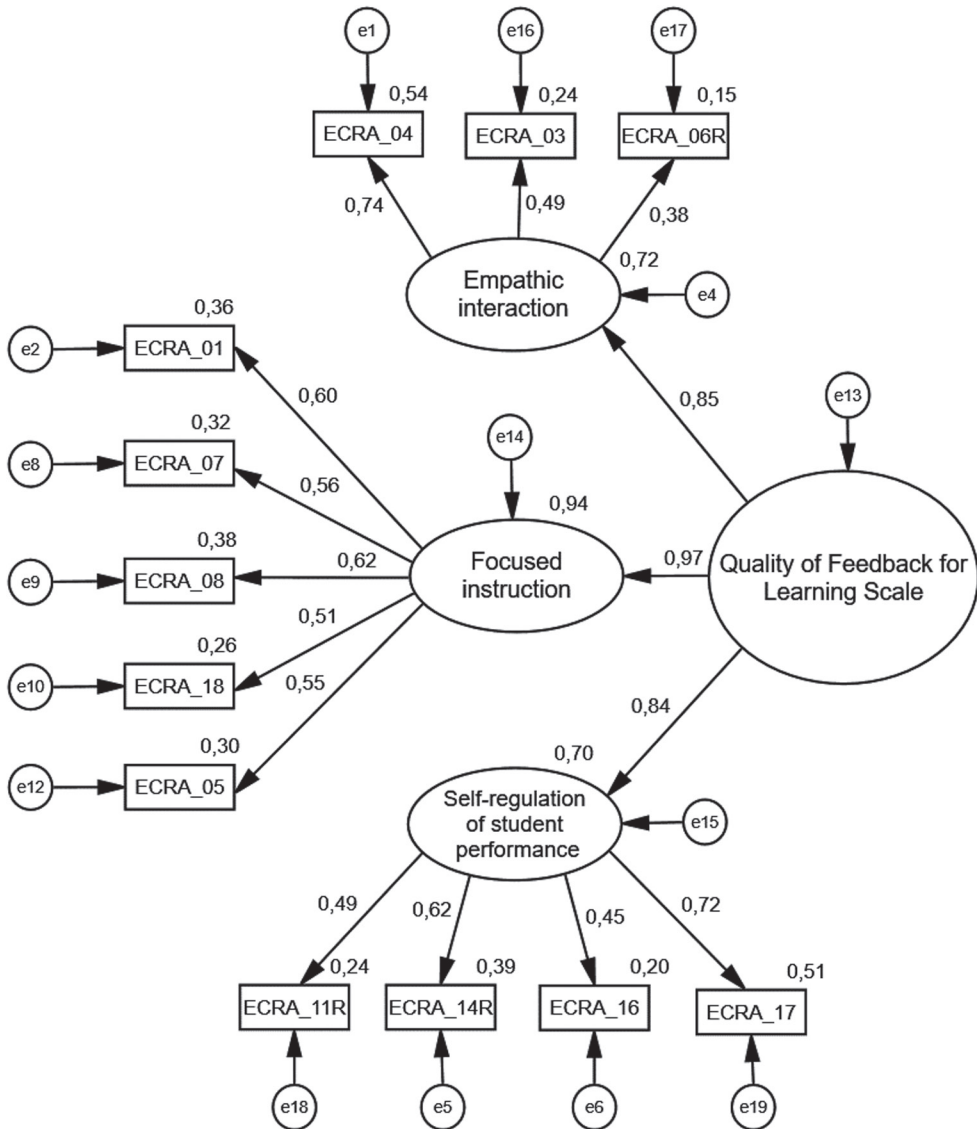 e1
e16
e17
0,54
0,24
0,15
ECRA_04
ECRA_03
ECRA_06R
0,74
0,49
0,38
0,72
Empathic
interaction
e4
0,36
e2
ECRA_01
0,60
0,85
e13
0,32
e14
e8
ECRA_07
0,56
0,94
0,38
0,62
Focused
instruction
0,97
Quality of Feedback for
Learning Scale
e9
ECRA_08
0,51
0,26
e10
ECRA_18
0,55
0,84
0,30
0,70
e12
ECRA_05
Self-regulation
of student
performance
e15
0,49
0,62
0,45
0,72
0,24
0,39
0,20
0,51
ECRA_11R
ECRA_14R
ECRA_16
ECRA_17
e18
e5
e6
e19